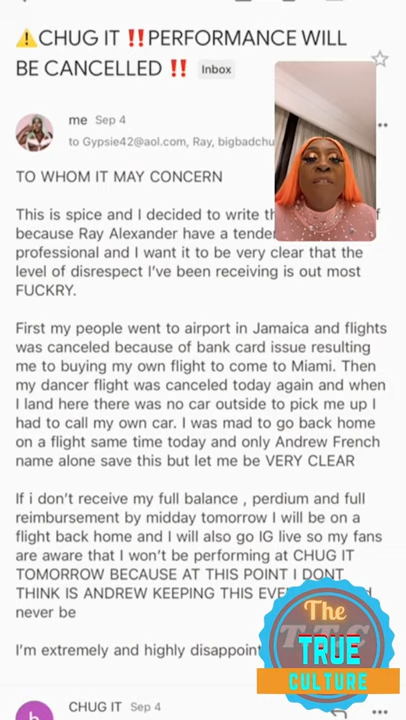 ⚠️CHUG IT ‼️PERFORMANCE WILL
BE CANCELLED ‼️ Inbox
me Sep 4
to Gypsie42@aol.com, Ray, bigbadchu
TO WHOM IT MAY CONCERN
This is spice and I decided to write
because Ray Alexander have a
professional and I want it to be very clear that the
level of disrespect I've been receiving is out most
FUCKRY.
First my people went to airport in Jamaica and flights
was canceled because of bank card issue resulting
me to buying my own flight to come to Miami. Then
my dancer flight was canceled today again and when
I land here there was no car outside to pick me up I
had to call my own car. I was mad to go back home
on a flight same time today and only Andrew French
name alone save this but let me be VERY CLEAR
If i don't receive my full balance , perdium and full
reimbursement by midday tomorrow I will be on a
flight back home and I will also go IG live so my fans
are aware that I won't be performing at CHUG IT
TOMORROW BECAUSE AT THIS POINT I DONT
THINK IS ANDREW KEEPING THIS
never be
I'm extremely and highly
The
T.T.C
TRUE
CULTURE
CHUG IT Sep 4
b